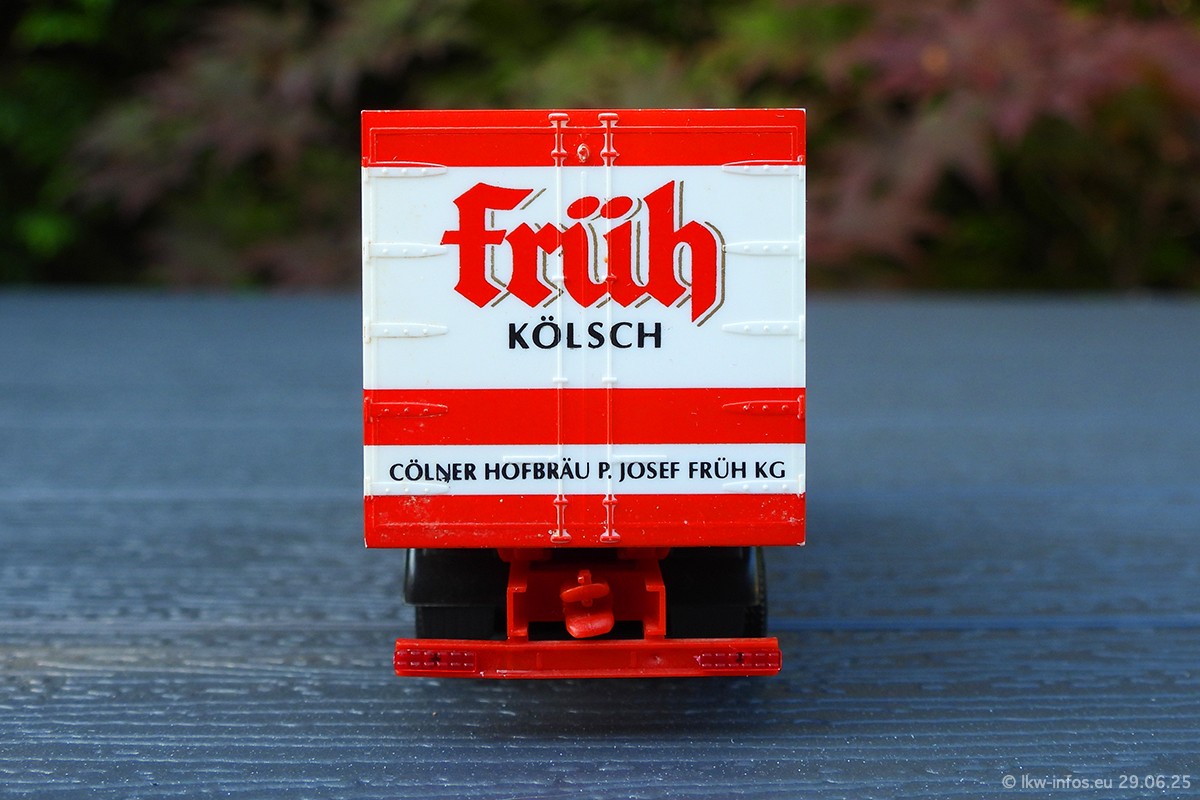 Früh
KÖLSCH
CÖLNER HOFBRÄU P. JOSEF FRÜH KG
© lkw-infos.eu 29.06.25